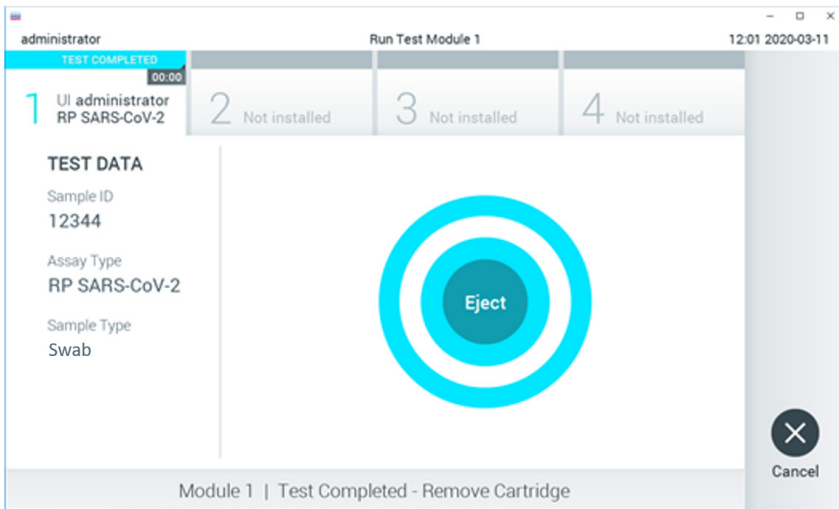 administrator Run Test Module 1 12:01 2020-03-11
TEST COMPLETED
00:00
1 UI administrator
RP SARS-CoV-2
2 Not installed
3 Not installed
4 Not installed
TEST DATA
Sample ID
12344
Assay Type
RP SARS-CoV-2
Sample Type
Swab
Eject
Cancel
Module 1 | Test Completed - Remove Cartridge